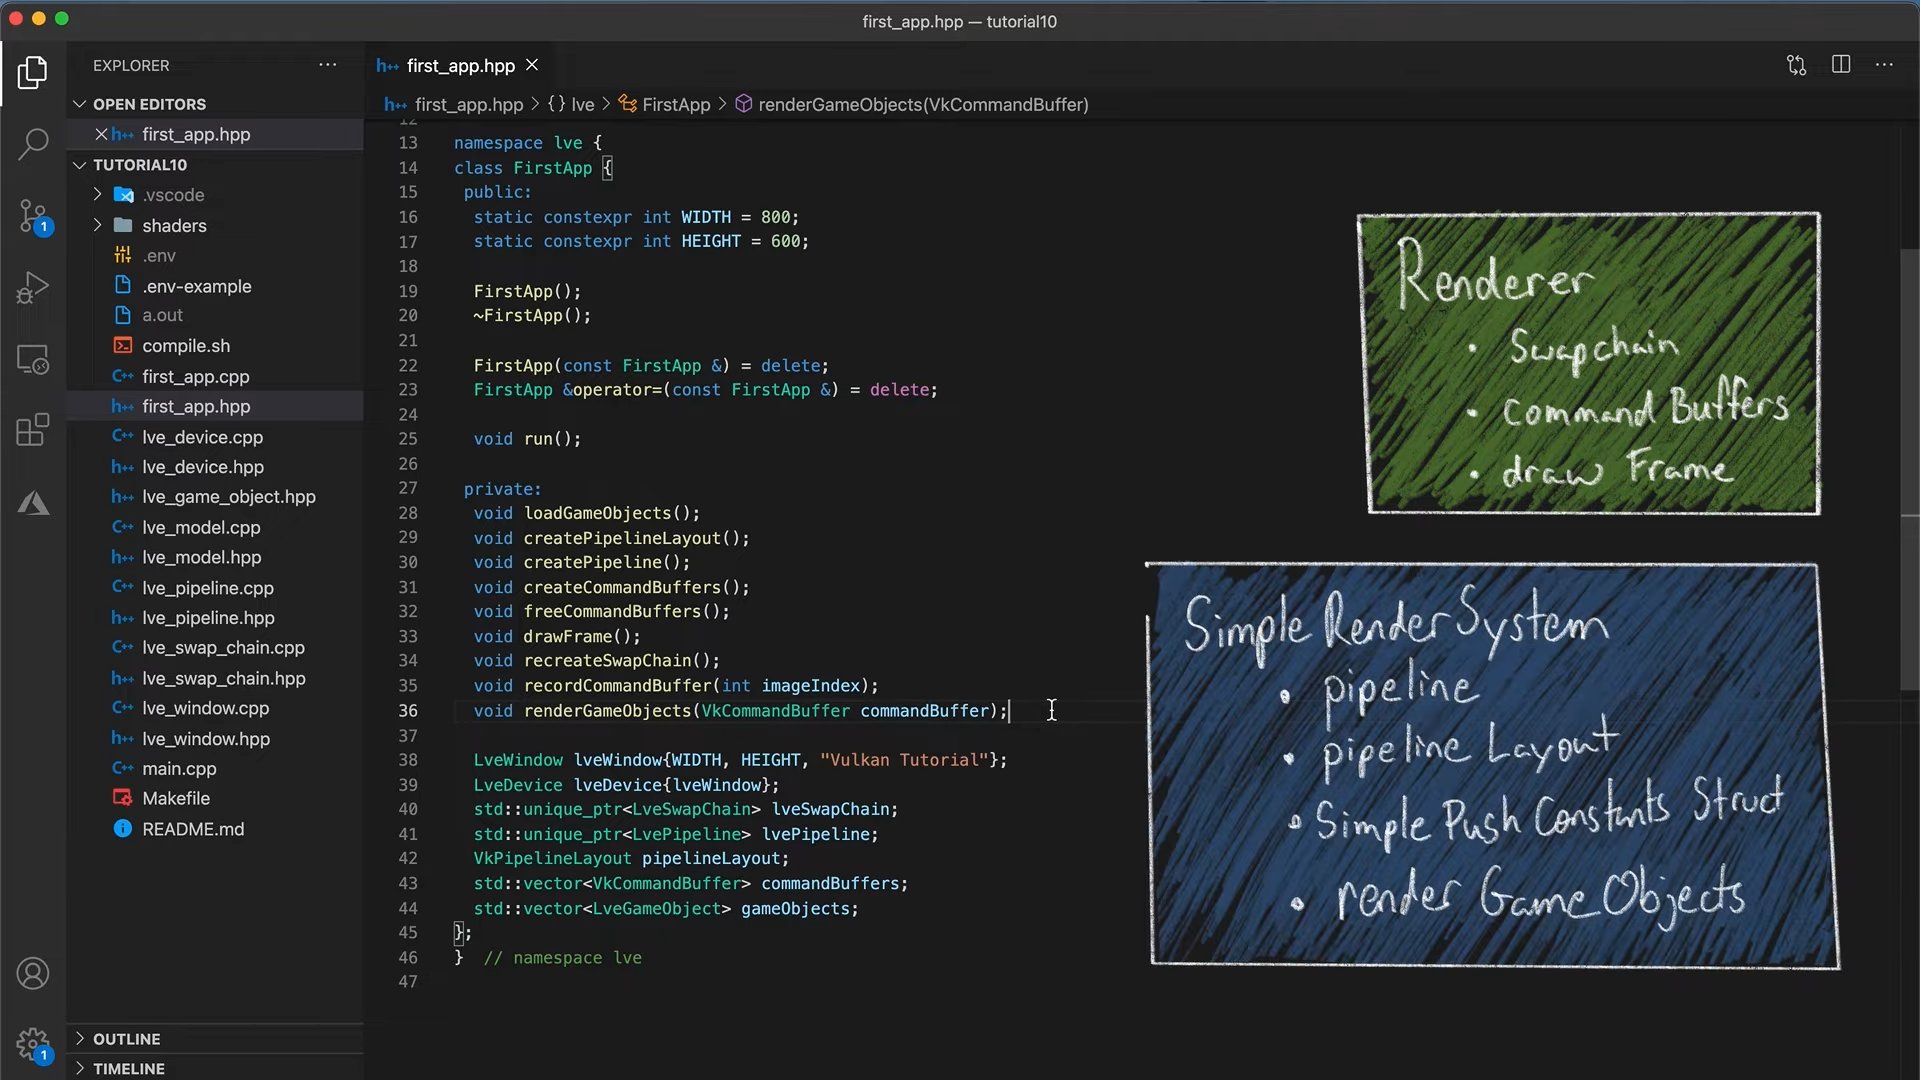 first_app.hpp — tutorial10
EXPLORER
OPEN EDITORS
first_app.hpp
TUTORIAL10
.vscode
shaders
.env
.env-example
a.out
compile.sh
first_app.cpp
first_app.hpp
lve_device.cpp
lve_device.hpp
lve_game_object.hpp
lve_model.cpp
lve_model.hpp
lve_pipeline.cpp
lve_pipeline.hpp
lve_swap_chain.cpp
lve_swap_chain.hpp
lve_window.cpp
lve_window.hpp
main.cpp
Makefile
README.md
OUTLINE
TIMELINE
1
1
first_app.hpp
first_app.hpp > {} lve > FirstApp > renderGameObjects(VkCommandBuffer)
12
13 namespace lve {
14 class FirstApp {
15 public:
16 static constexpr int WIDTH = 800;
17 static constexpr int HEIGHT = 600;
18
19 FirstApp();
20 ~FirstApp();
21
22 FirstApp(const FirstApp &) = delete;
23 FirstApp &operator=(const FirstApp &) = delete;
24
25 void run();
26
27 private:
28 void loadGameObjects();
29 void createPipelineLayout();
30 void createPipeline();
31 void createCommandBuffers();
32 void freeCommandBuffers();
33 void drawFrame();
34 void recreateSwapChain();
35 void recordCommandBuffer(int imageIndex);
36 void renderGameObjects(VkCommandBuffer commandBuffer);
37
38 LveWindow lveWindow{WIDTH, HEIGHT, "Vulkan Tutorial"};
39 LveDevice lveDevice{lveWindow};
40 std::unique_ptr<LveSwapChain> lveSwapChain;
41 std::unique_ptr<LvePipeline> lvePipeline;
42 VkPipelineLayout pipelineLayout;
43 std::vector<VkCommandBuffer> commandBuffers;
44 std::vector<LveGameObject> gameObjects;
45 };
46 } // namespace lve
47
Renderer
• Swapchain
• Command Buffers
• draw Frame
Simple Render System
• pipeline
• pipeline Layout
• Simple Push Constants Struct
• render Game Objects